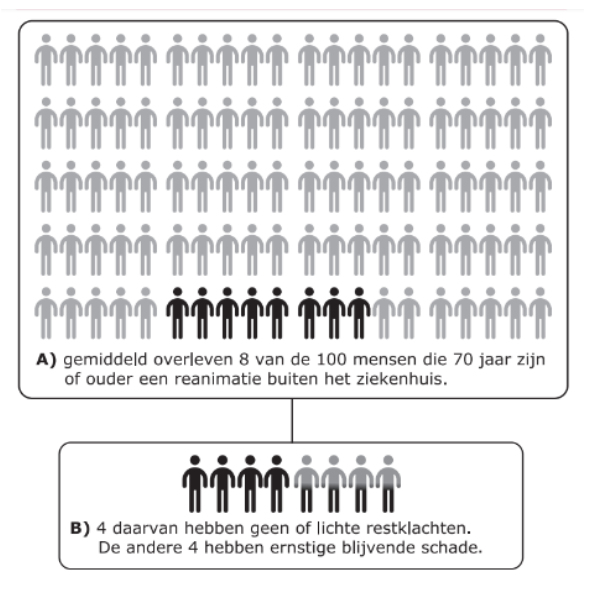 A) gemiddeld overleven 8 van de 100 mensen die 70 jaar zijn
of ouder een reanimatie buiten het ziekenhuis.
B) 4 daarvan hebben geen of lichte restklachten.
De andere 4 hebben ernstige blijvende schade.